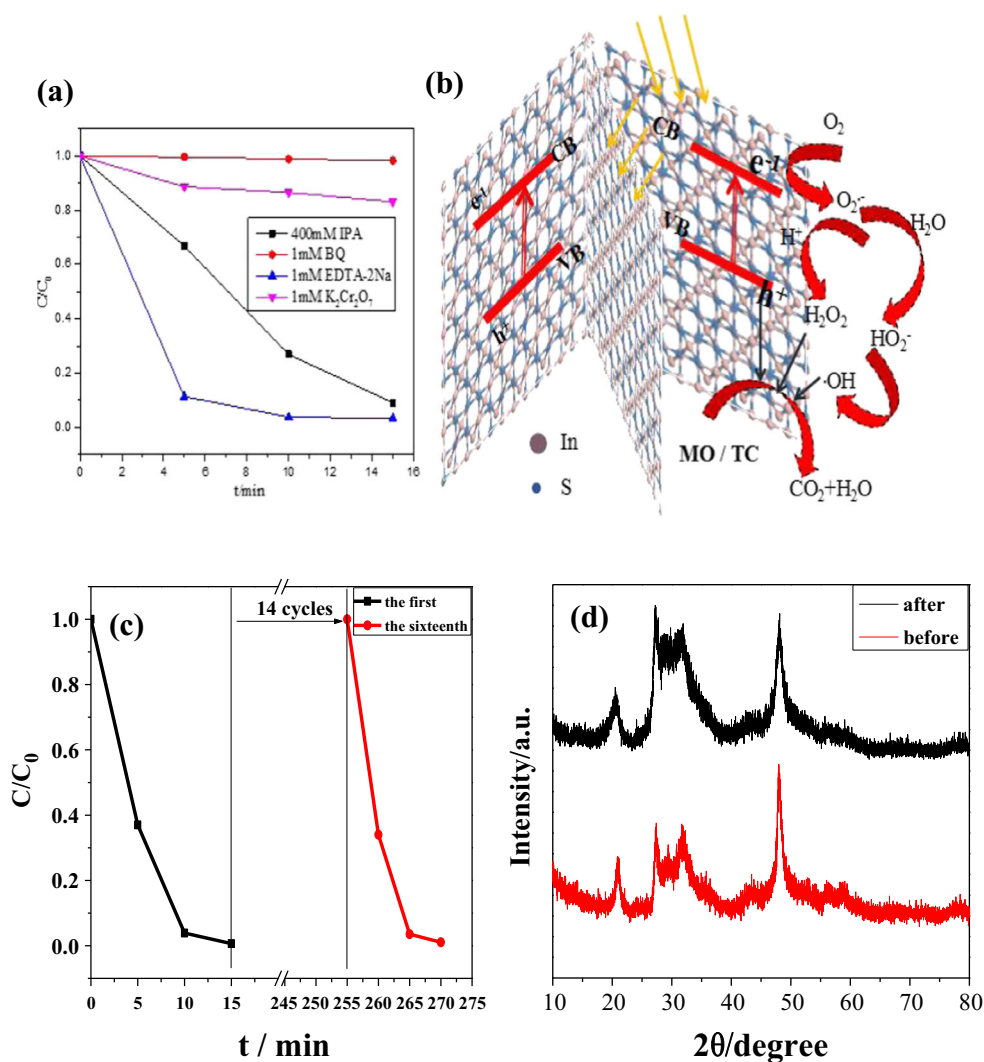 (a)
C/C₀
1.0
0.8
0.6
0.4
0.2
0.0
400mM IPA
1mM BQ
1mM EDTA-2Na
1mM K₂Cr₂O₇
0 2 4 6 8 10 12 14 16
t/min
(b)
CB
e⁻¹
VB
h⁺
CB
e⁻¹
VB
h⁺
O₂
O₂⁻
H⁺
H₂O
H₂O₂
HO₂⁻
·OH
In
S
MO / TC
CO₂+H₂O
(c)
C/C₀
1.0
0.8
0.6
0.4
0.2
0.0
14 cycles
the first
the sixteenth
0 5 10 15 245 250 255 260 265 270 275
t / min
(d)
Intensity/a.u.
after
before
10 20 30 40 50 60 70 80
2θ/degree